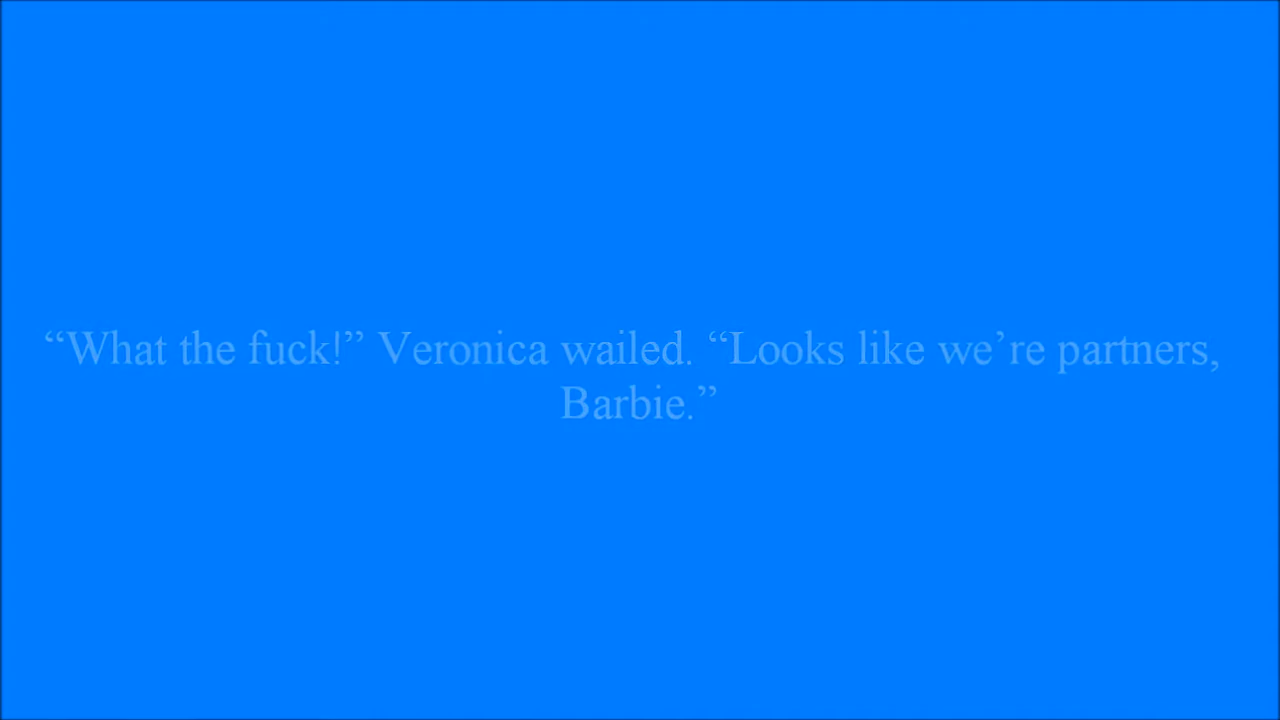 “What the fuck!” Veronica wailed. “Looks like we’re partners,
Barbie.”